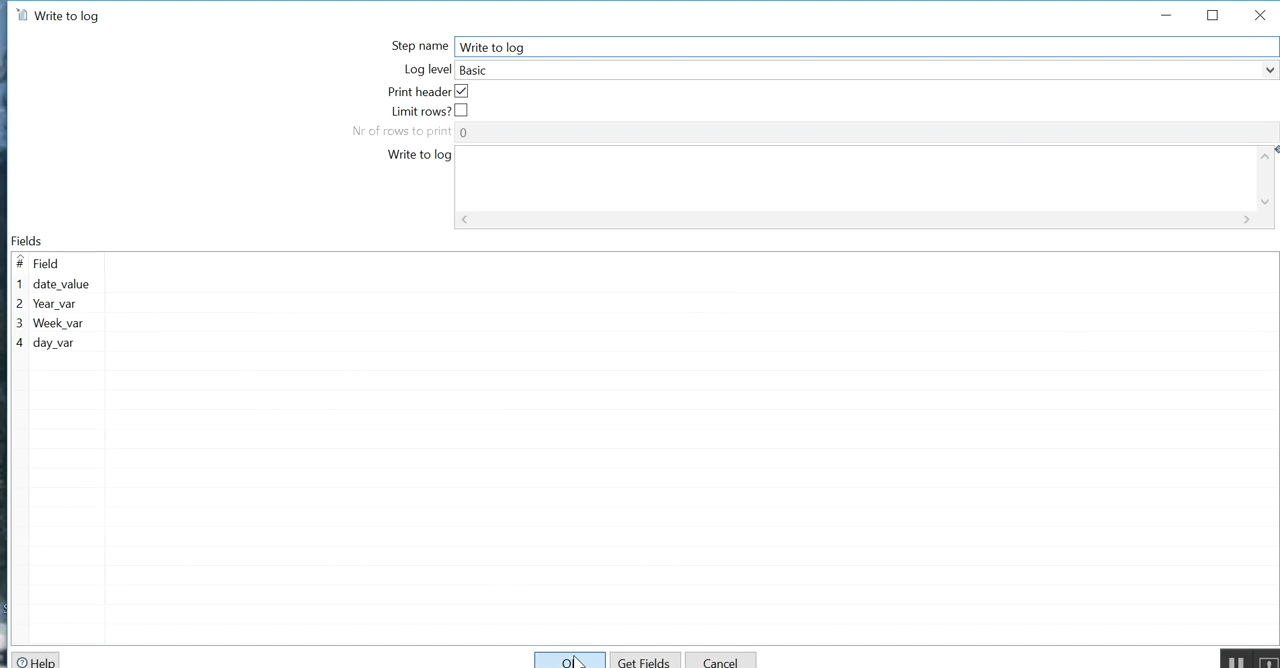 Write to log
Step name Write to log
Log level Basic
Print header
Limit rows?
Nr of rows to print 0
Write to log
Fields
# Field
1 date_value
2 Year_var
3 Week_var
4 day_var
Help Get Fields Cancel